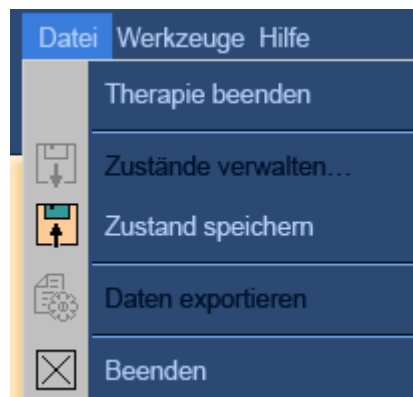 Datei Werkzeuge Hilfe
Therapie beenden
Zustände verwalten...
Zustand speichern
Daten exportieren
Beenden